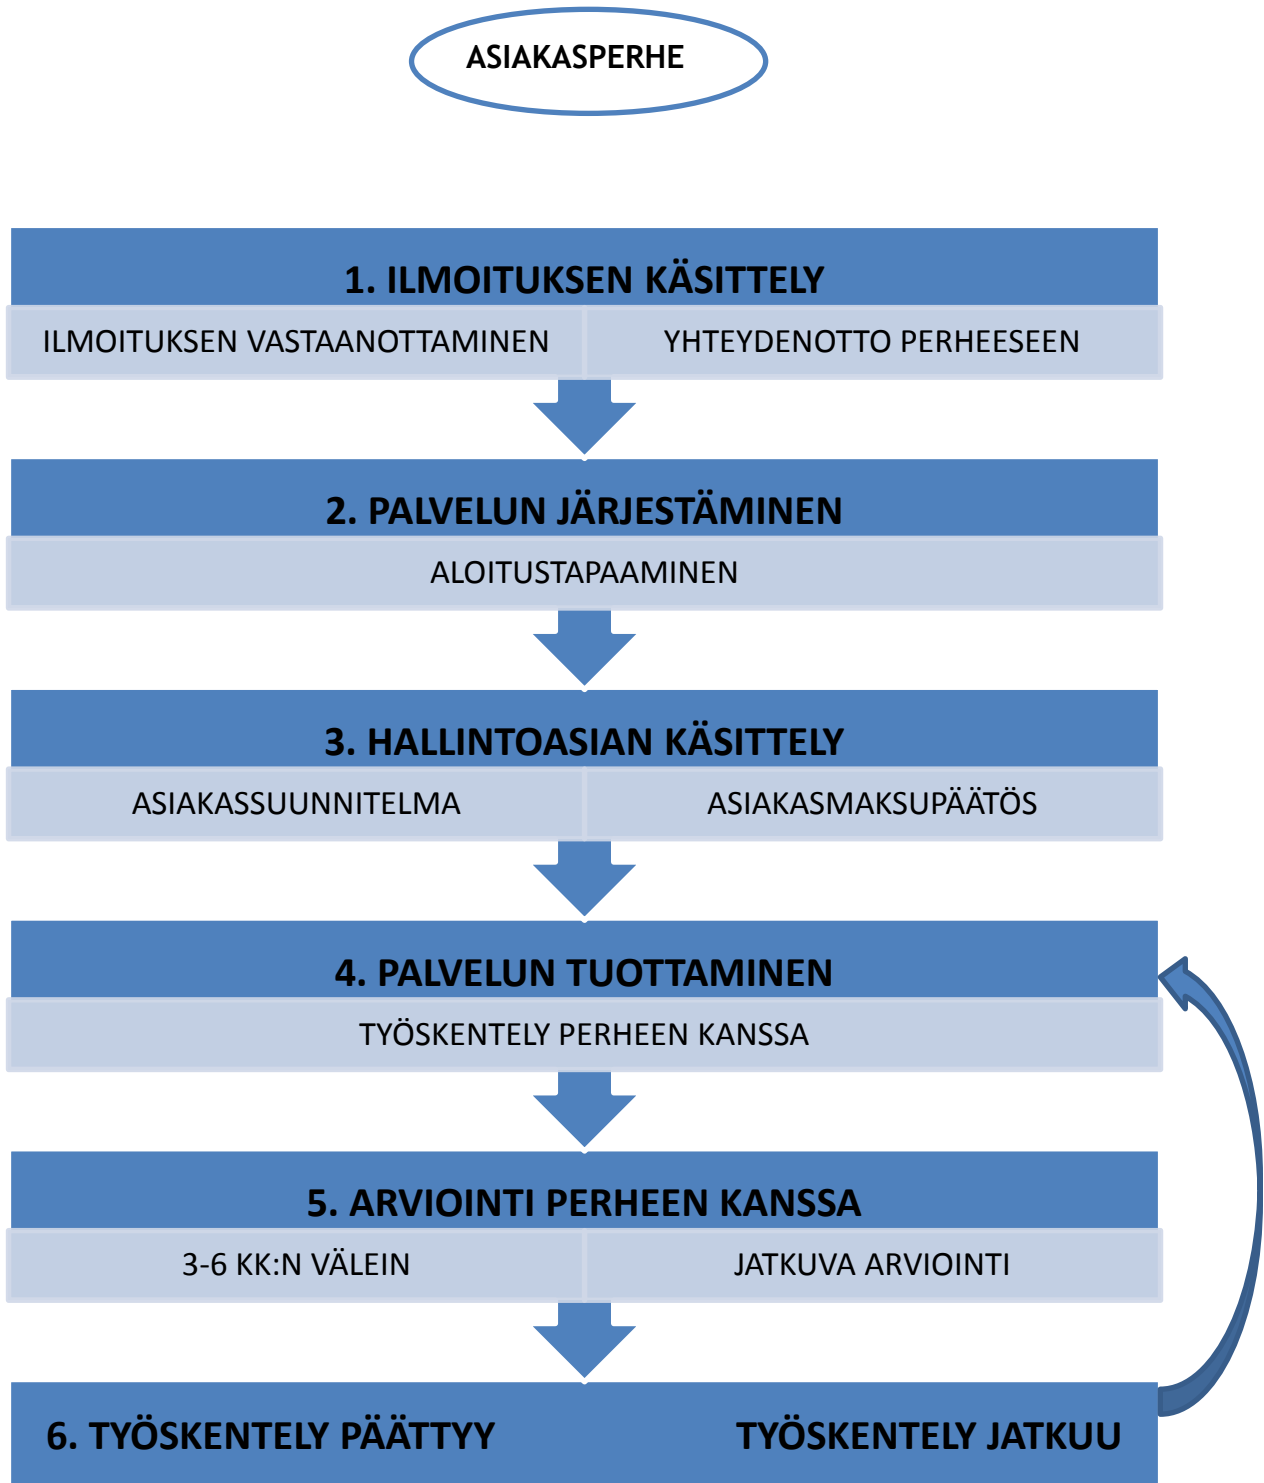 ASIAKASPERHE
1. ILMOITUKSEN KÄSITTELY
ILMOITUKSEN VASTAANOTTAMINEN
YHTEYDENOTTO PERHEESEEN
2. PALVELUN JÄRJESTÄMINEN
ALOITUSTAPAAMINEN
3. HALLINTOASIAN KÄSITTELY
ASIAKASSUUNNITELMA
ASIAKASMAKSUPÄÄTÖS
4. PALVELUN TUOTTAMINEN
TYÖSKENTELY PERHEEN KANSSA
5. ARVIOINTI PERHEEN KANSSA
3-6 KK:N VÄLEIN
JATKUVA ARVIOINTI
6. TYÖSKENTELY PÄÄTTYY
TYÖSKENTELY JATKUU